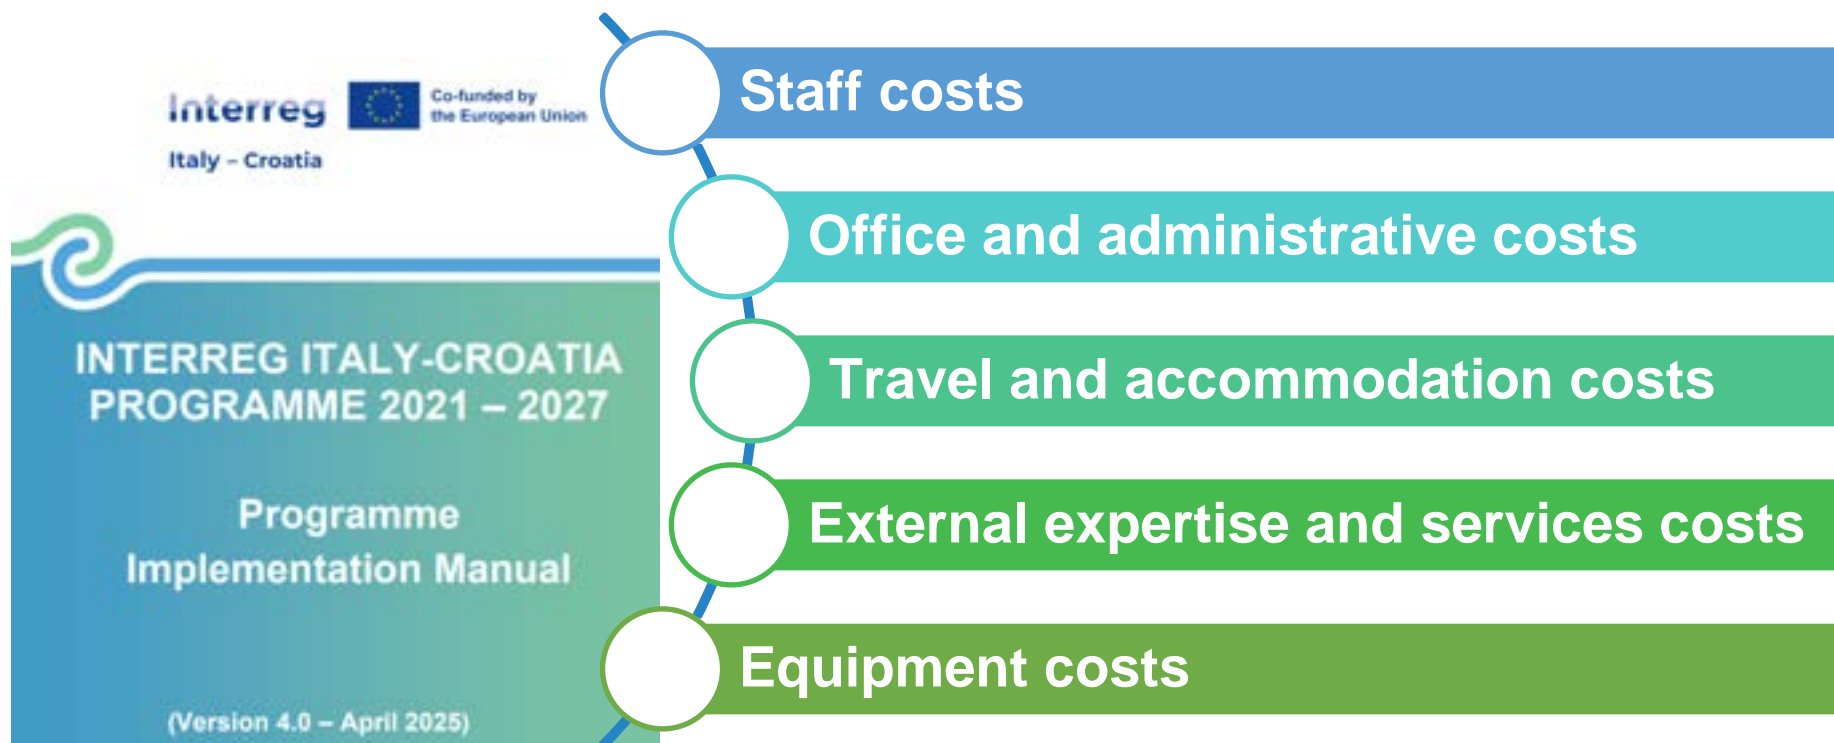 Interreg
Co-funded by
the European Union
Italy – Croatia
INTERREG ITALY-CROATIA
PROGRAMME 2021 – 2027
Programme
Implementation Manual
(Version 4.0 – April 2025)
Staff costs
Office and administrative costs
Travel and accommodation costs
External expertise and services costs
Equipment costs